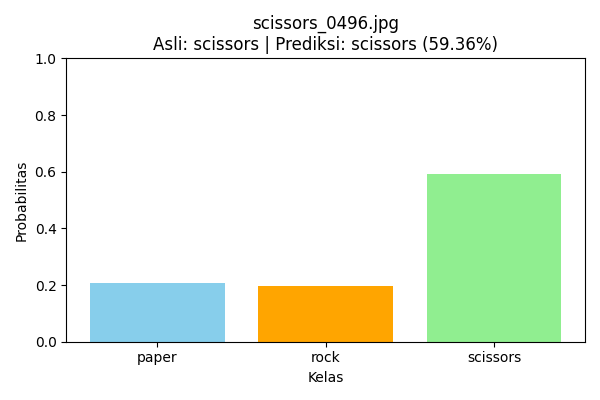 scissors_0496.jpg
Asli: scissors | Prediksi: scissors (59.36%)
1.0
0.8
0.6
0.4
0.2
0.0
Probabilitas
paper rock scissors
Kelas